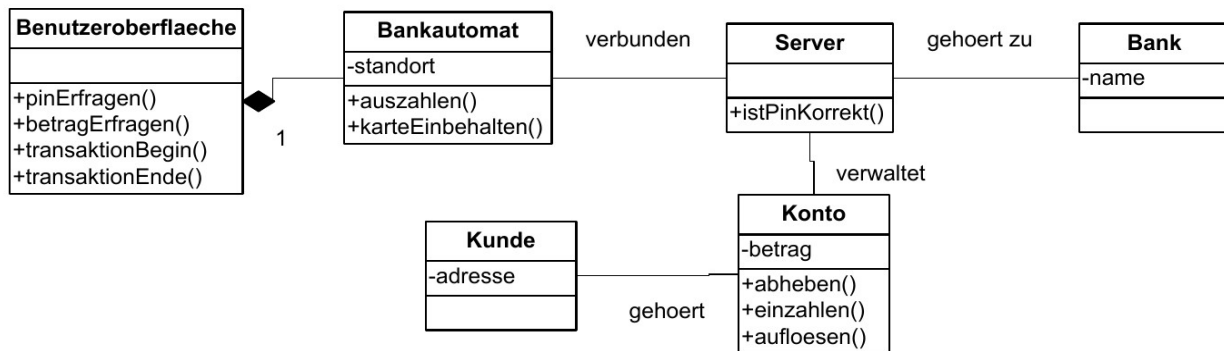 Benutzeroberflaeche
+pinErfragen()
+betragErfragen()
+transaktionBegin()
+transaktionEnde()
1
Bankautomat
-standort
+auszahlen()
+karteEinbehalten()
verbunden
Server
+istPinKorrekt()
gehoert zu
Bank
-name
verwaltet
Kunde
-adresse
gehoert
Konto
-betrag
+abheben()
+einzahlen()
+aufloesen()